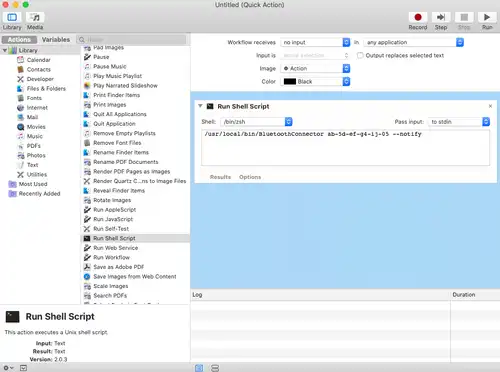 Untitled (Quick Action)
Library
Media
Record
Step
Stop
Run
Actions
Variables
Name
Library
Calendar
Contacts
Developer
Files & Folders
Fonts
Internet
Mail
Movies
Music
PDFs
Photos
Text
Utilities
Most Used
Recently Added
Pad Images
Pause
Pause Music
Play Music Playlist
Play Narrated Slideshow
Print Finder Items
Print Images
Quit All Applications
Quit Application
Remove Empty Playlists
Remove Font Files
Rename Finder Items
Rename PDF Documents
Render PDF Pages as Images
Render Quartz C...ns to Image Files
Reveal Finder Items
Rotate Images
Run AppleScript
Run JavaScript
Run Self-Test
Run Shell Script
Run Web Service
Run Workflow
Save as Adobe PDF
Save Images from Web Content
Scale Images
Search PDFs
Workflow receives
no input
in
any application
Input is
Output replaces selected text
Image
Action
Color
Black
Run Shell Script
Shell:
/bin/zsh
Pass input:
to stdin
/usr/local/bin/BluetoothConnector ab-5d-ef-g4-ij-05 --notify
Results
Options
Log
Duration
Run Shell Script
This action executes a Unix shell script.
Input: Text
Result: Text
Version: 2.0.3